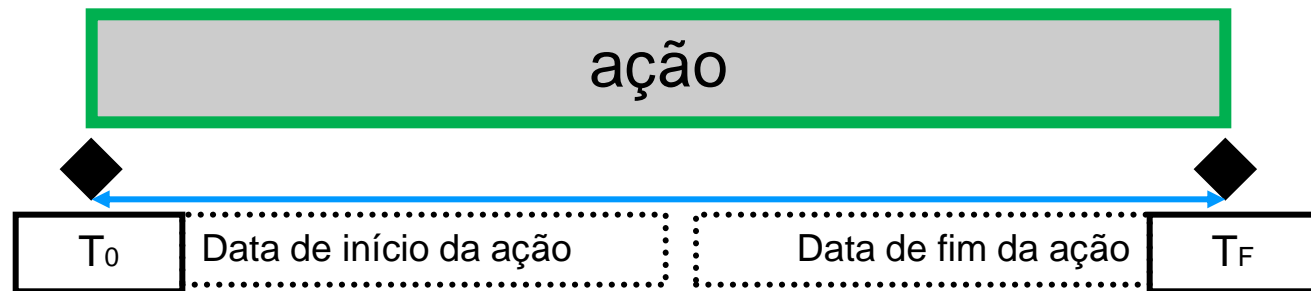 ação
T0 Data de início da ação Data de fim da ação TF